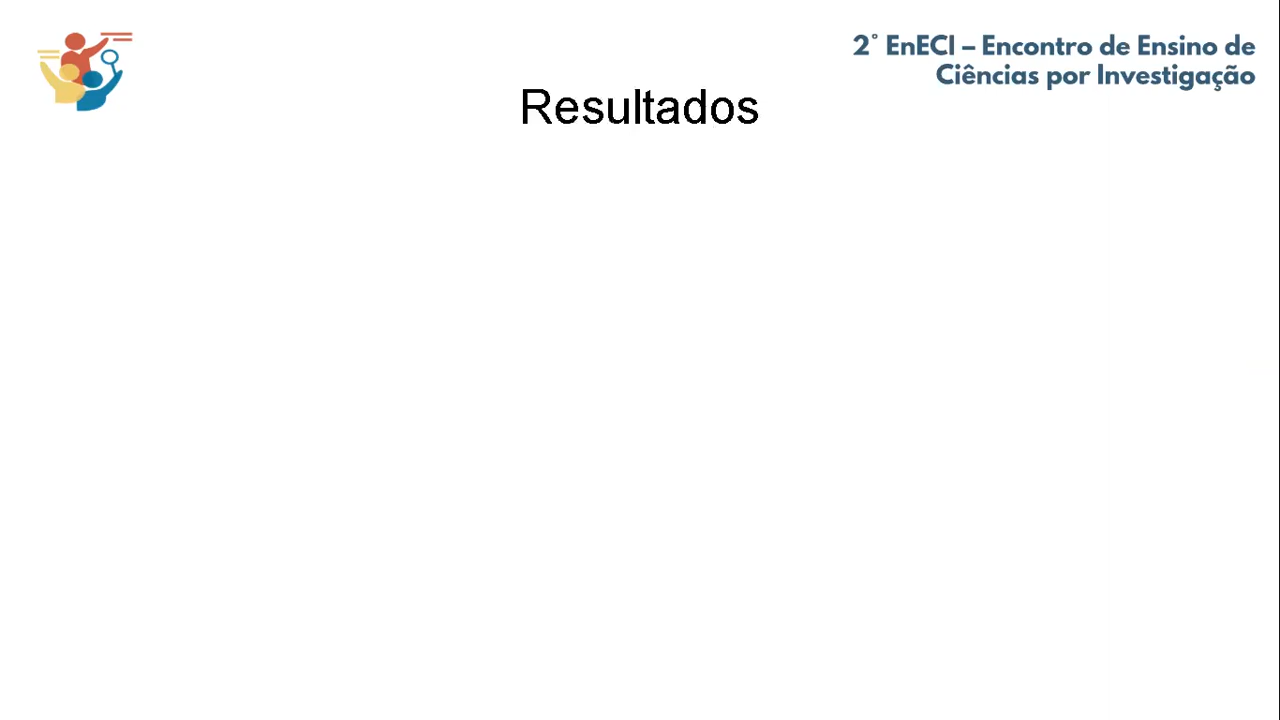 2° EnECI – Encontro de Ensino de
Ciências por Investigação
Resultados